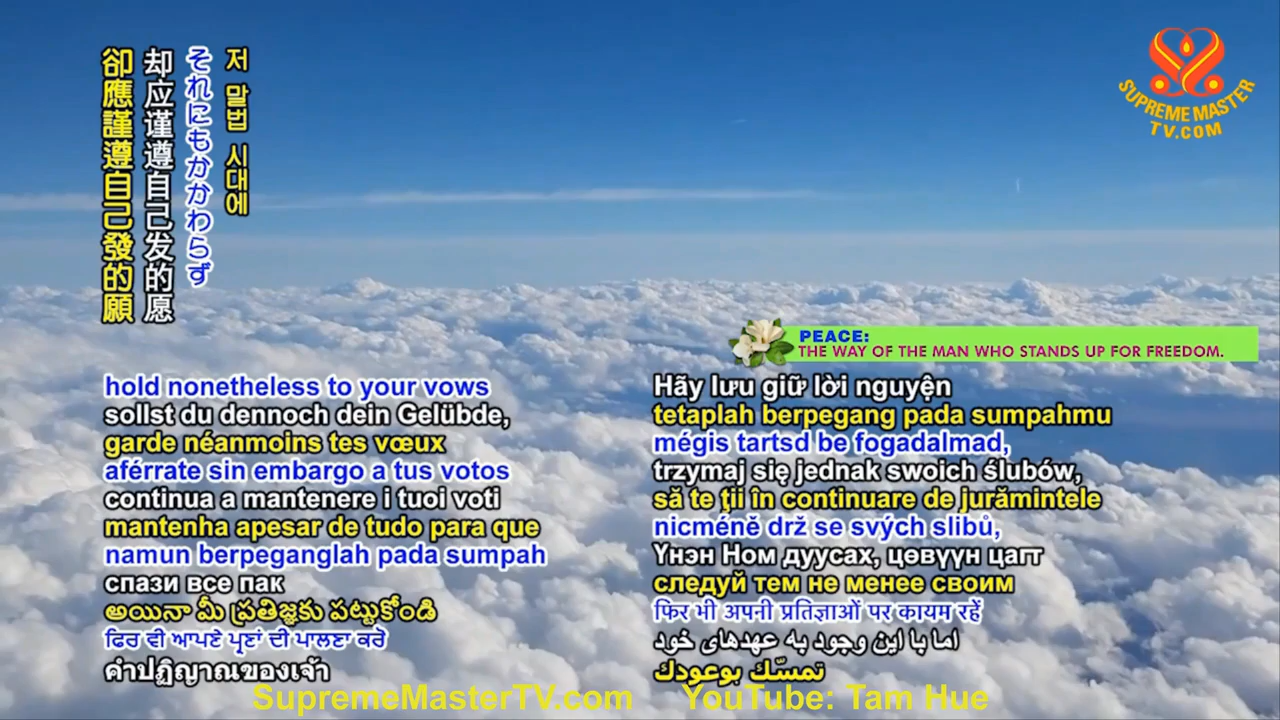 卻應謹遵自己發的願
却应谨遵自己发的愿
それにもかかわらず
저 말법 시대에
SUPREME MASTER
TV.COM
PEACE:
THE WAY OF THE MAN WHO STANDS UP FOR FREEDOM.
hold nonetheless to your vows
sollst du dennoch dein Gelübde,
garde néanmoins tes vœux
aférrate sin embargo a tus votos
continua a mantenere i tuoi voti
mantenha apesar de tudo para que
namun berpeganglah pada sumpah
спази все пак
అయినా మీ ప్రతిజ్ఞకు పట్టుకోండి
ਫਿਰ ਵੀ ਆਪਣੇ ਪ੍ਰਣਾਂ ਦੀ ਪਾਲਣਾ ਕਰੋ
คำปฏิญาณของเจ้า
Hãy lưu giữ lời nguyện
tetaplah berpegang pada sumpahmu
mégis tartsd be fogadalmad,
trzymaj się jednak swoich ślubów,
să te ţii în continuare de jurămintele
nicméně drž se svých slibů,
Үнэн Ном дуусах, цөвүүн цагт
следуй тем не менее своим
फिर भी अपनी प्रतिज्ञाओं पर कायम रहें
اما با این وجود به عهدهای خود
تمسّك بوعودك
SupremeMasterTV.com
YouTube: Tam Hue